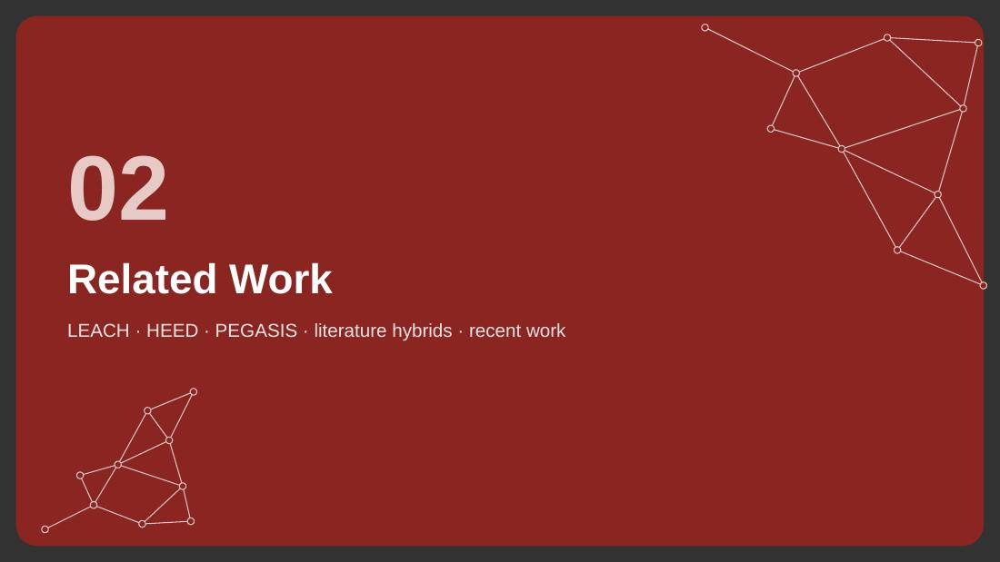 02
Related Work
LEACH · HEED · PEGASIS · literature hybrids · recent work